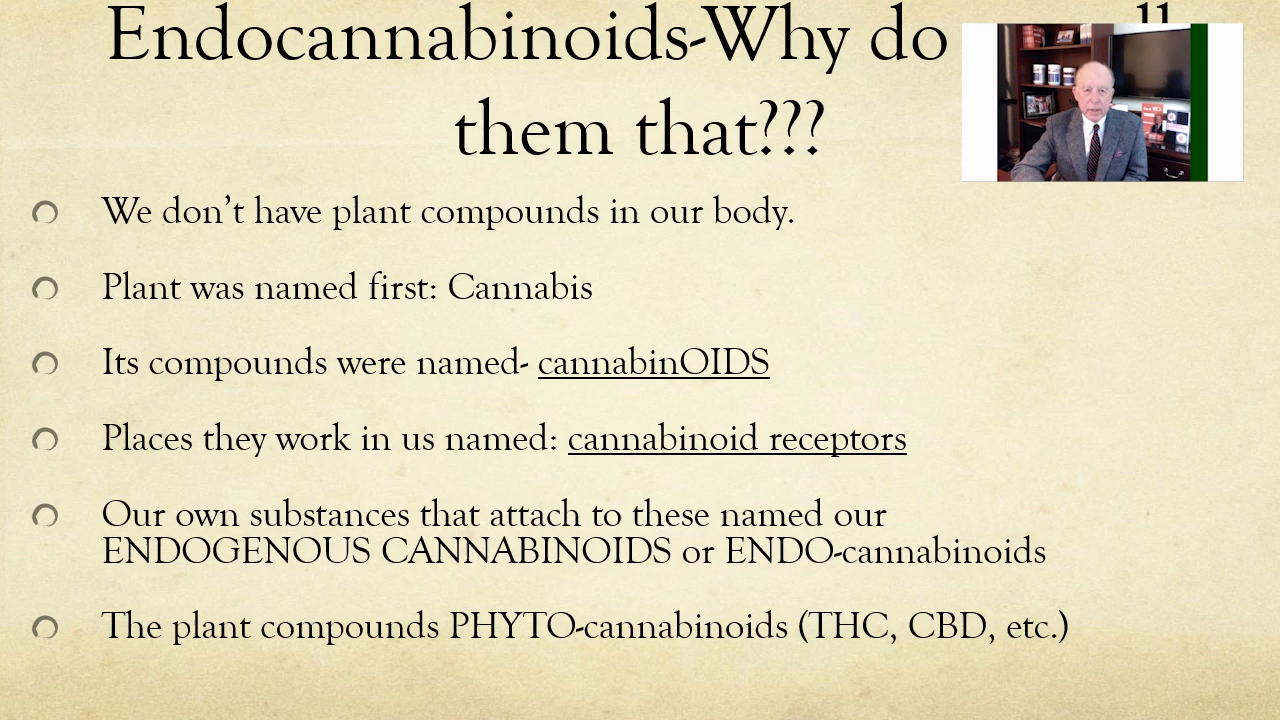 Endocannabinoids-Why do
them that???
We don't have plant compounds in our body.
Plant was named first: Cannabis
Its compounds were named- cannabinOIDS
Places they work in us named: cannabinoid receptors
Our own substances that attach to these named our
ENDOGENOUS CANNABINOIDS or ENDO-cannabinoids
The plant compounds PHYTO-cannabinoids (THC, CBD, etc.)